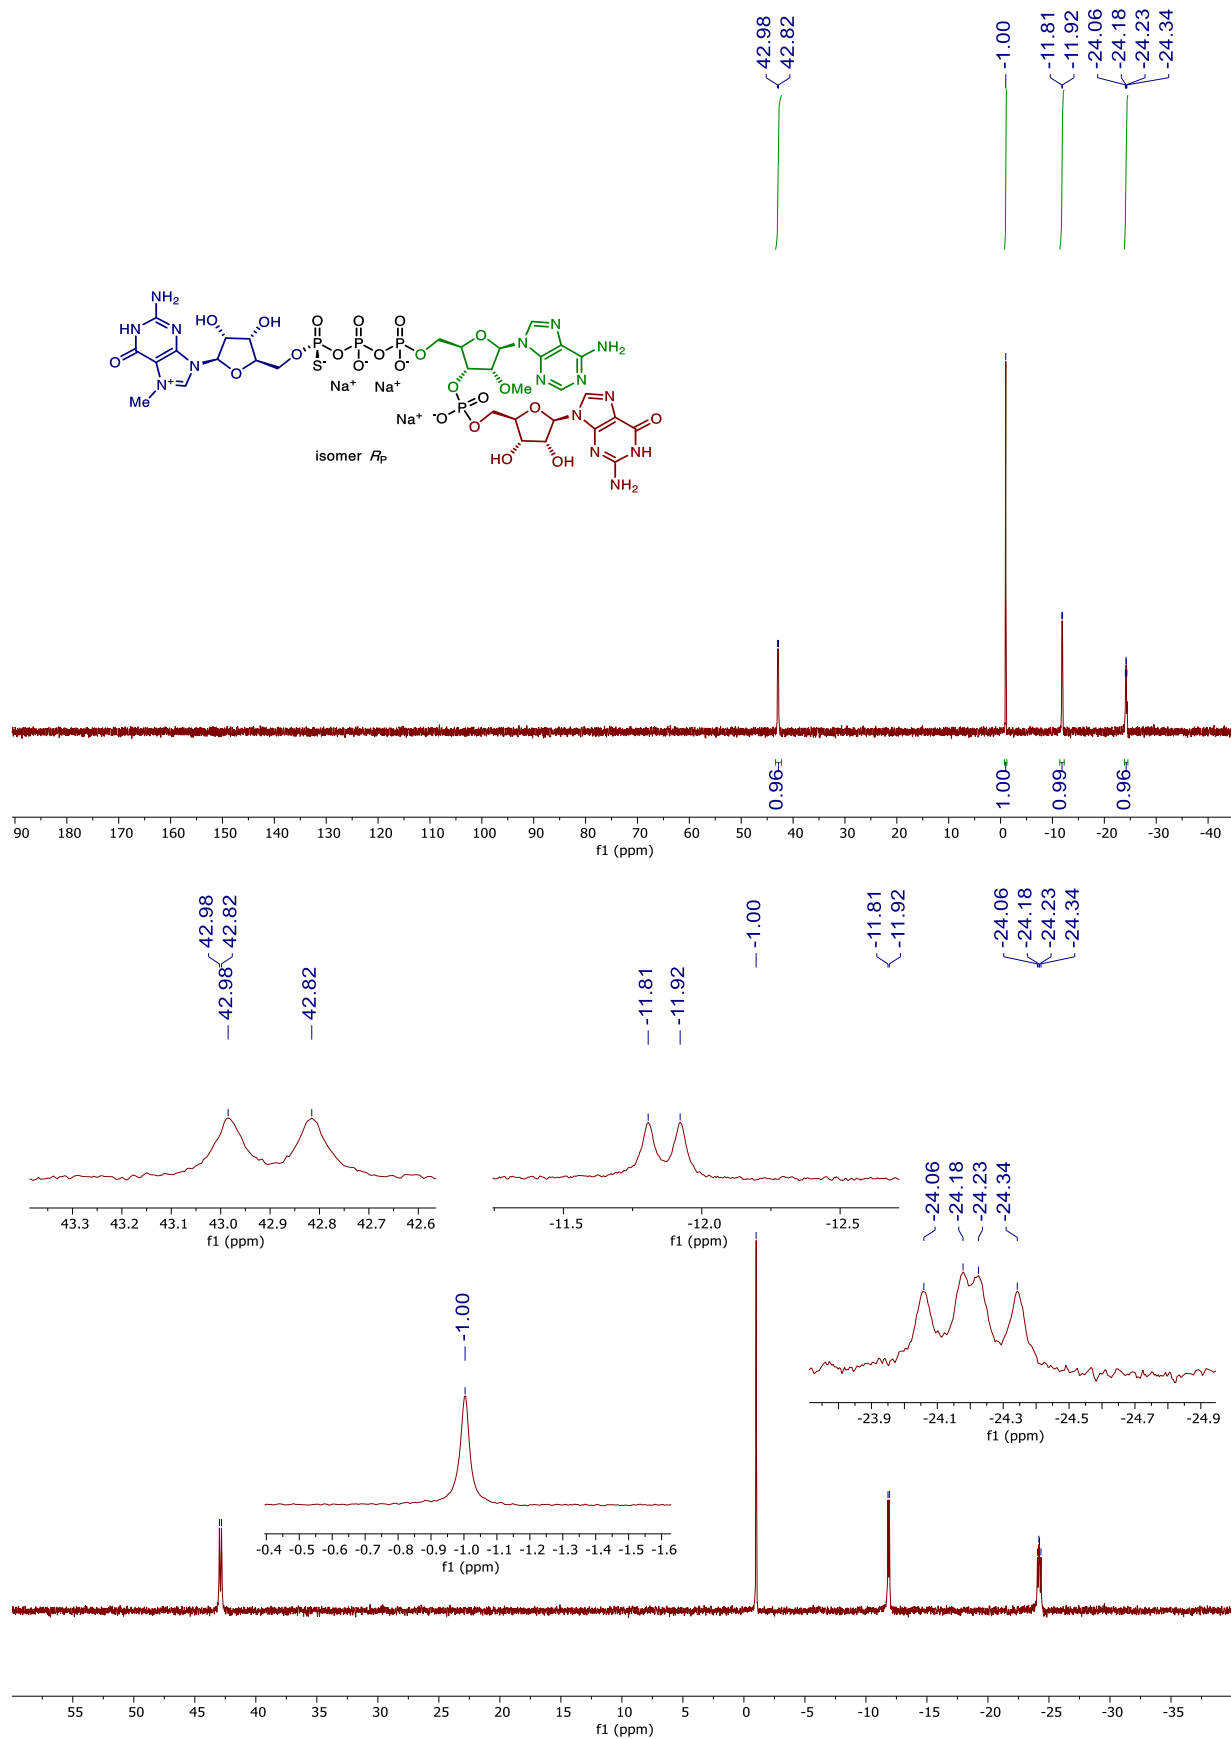 42.98
42.82
-1.00
-11.81
-11.92
-24.06
-24.18
-24.23
-24.34
NH2
HN
N
HO
OH
O
O
O
O
N
N+
Me
O
O
P
O
P
O
P
O
S-
O-
O-
Na+ Na+
O
N
N
NH2
N
N
OMe
O
Na+ -O
P
O
O
O
N
N
O
N
NH
HO
OH
NH2
isomer RP
0.96
1.00
0.99
0.96
90 180 170 160 150 140 130 120 110 100 90 80 70 60 50 40 30 20 10 0 -10 -20 -30 -40
f1 (ppm)
42.98
42.82
-1.00
-11.81
-11.92
-24.06
-24.18
-24.23
-24.34
42.98
42.82
-11.81
-11.92
43.3 43.2 43.1 43.0 42.9 42.8 42.7 42.6
f1 (ppm)
-11.5 -12.0 -12.5
f1 (ppm)
-24.06
-24.18
-24.23
-24.34
-23.9 -24.1 -24.3 -24.5 -24.7 -24.9
f1 (ppm)
-1.00
-0.4 -0.5 -0.6 -0.7 -0.8 -0.9 -1.0 -1.1 -1.2 -1.3 -1.4 -1.5 -1.6
f1 (ppm)
55 50 45 40 35 30 25 20 15 10 5 0 -5 -10 -15 -20 -25 -30 -35
f1 (ppm)